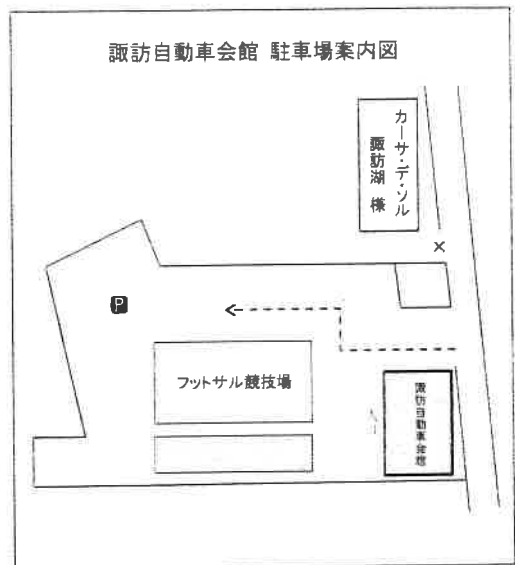 諏訪自動車会館 駐車場案内図
カーサ・デ・ソル
諏訪湖 様
×
P
フットサル競技場
諏訪自動車会館
入口